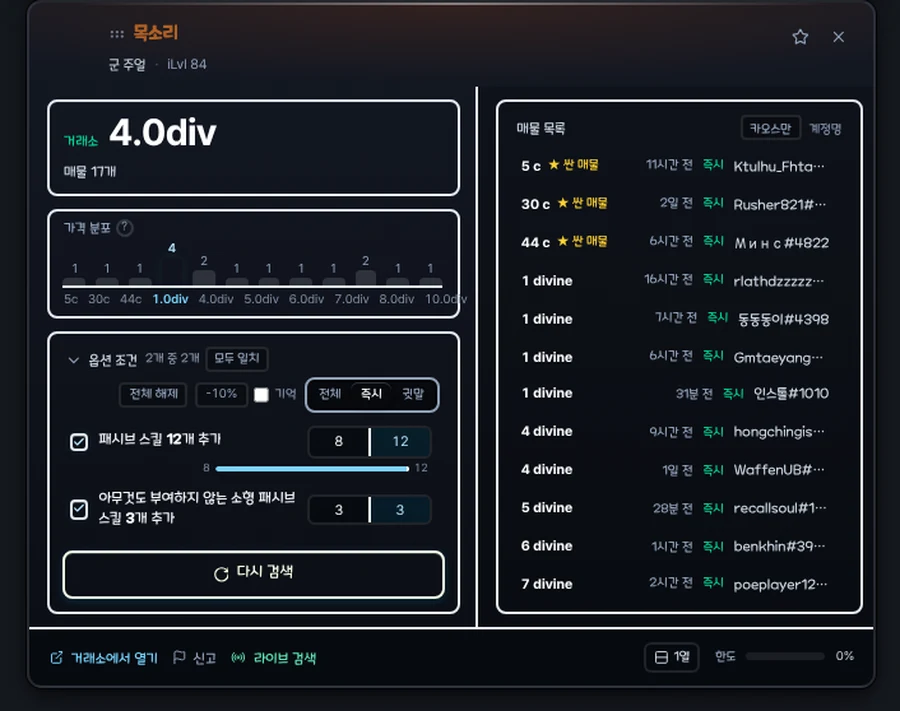 목소리
군 주얼 · iLvl 84
거래소 4.0div
매물 17개
가격 분포 ?
4
1 1 1 2 1 1 1 1 2 1 1
5c 30c 44c 1.0div 4.0div 5.0div 6.0div 7.0div 8.0div 10.0div
옵션 조건 2개 중 2개 모두 일치
전체 해제 -10% 기억 전체 즉시 귓말
패시브 스킬 12개 추가 8 12
8 12
아무것도 부여하지 않는 소형 패시브
스킬 3개 추가 3 3
다시 검색
매물 목록 카오스만 계정명
5 c ★ 싼 매물 11시간 전 즉시 Ktulhu_Fhta…
30 c ★ 싼 매물 2일 전 즉시 Rusher821#…
44 c ★ 싼 매물 6시간 전 즉시 Минс#4822
1 divine 16시간 전 즉시 rlathdzzzzz…
1 divine 7시간 전 즉시 동동동이#4398
1 divine 6시간 전 즉시 Gmtaeyang…
1 divine 31분 전 즉시 인스톨#1010
4 divine 9시간 전 즉시 hongchingis…
4 divine 1일 전 즉시 WaffenUB#…
5 divine 28분 전 즉시 recallsoul#1…
6 divine 1시간 전 즉시 benkhin#39…
7 divine 2시간 전 즉시 poeplayer12…
거래소에서 열기 신고 라이브 검색 1일 한도 0%